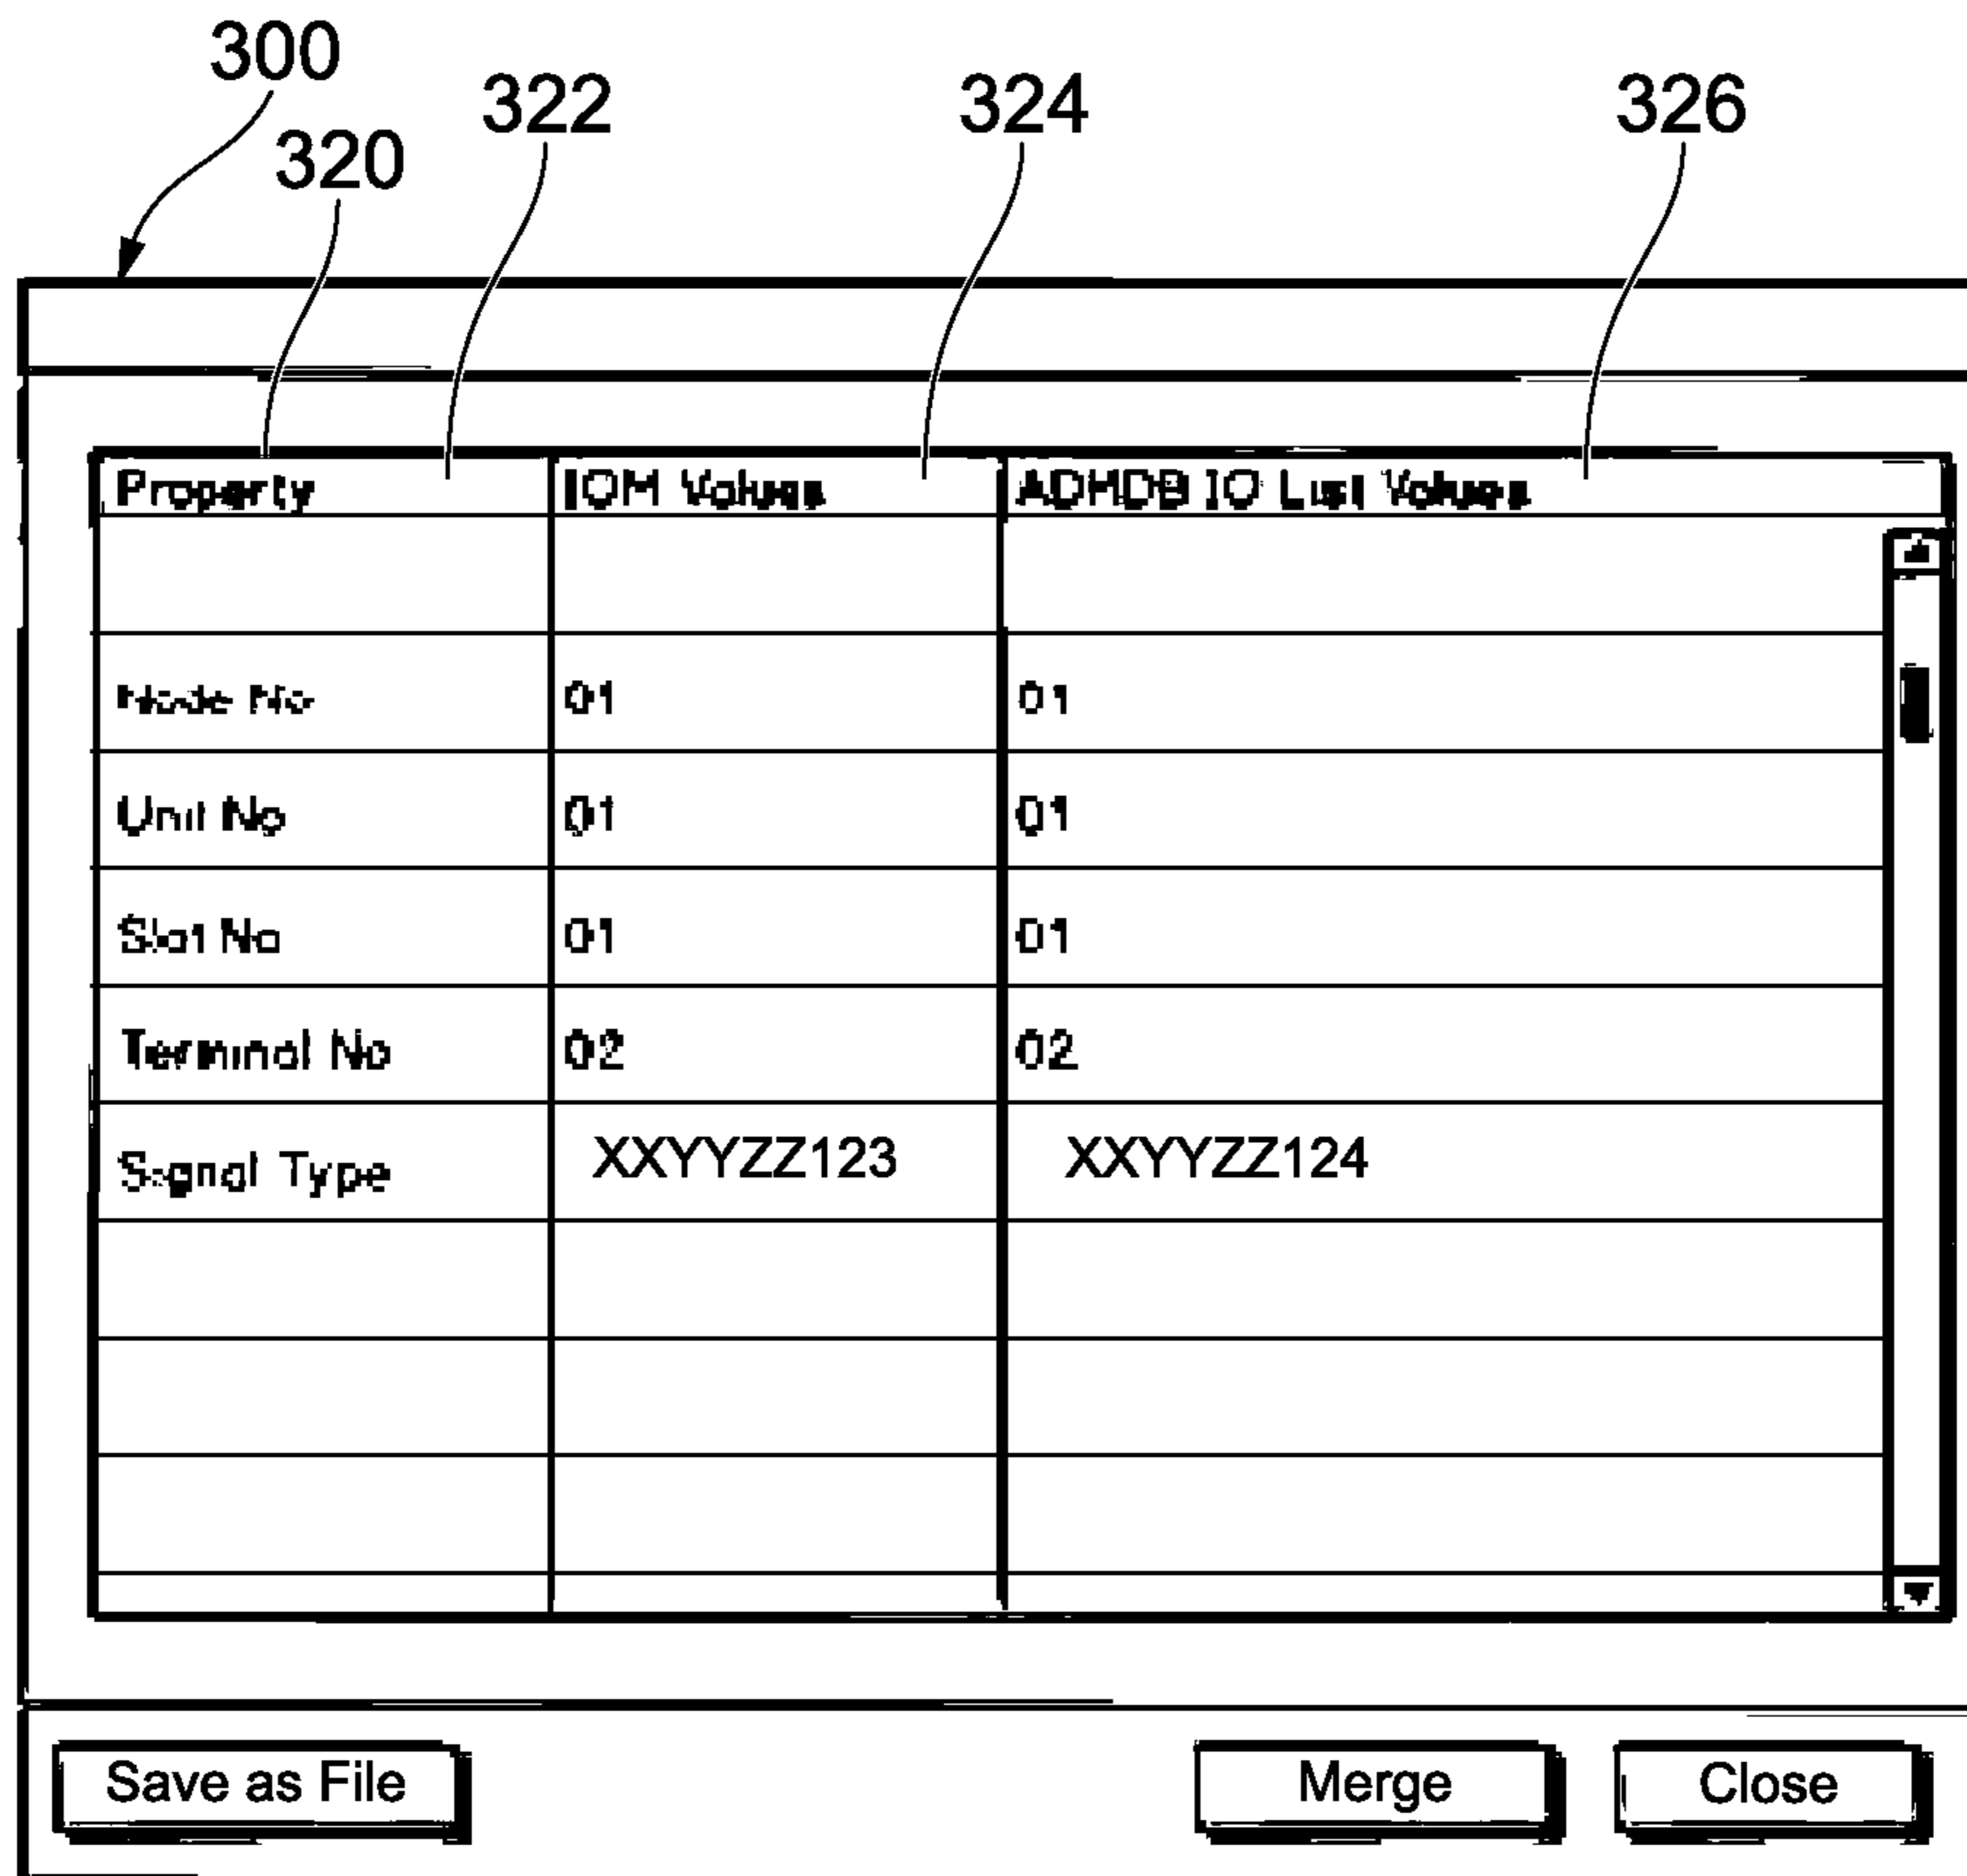 300
322
324
326
320
Property IOM Values ADMDB IO List Values
Node No 01 01
Unit No 01 01
Slot No 01 01
Terminal No 02 02
Signal Type XXYYZZ123 XXYYZZ124
Save as File Merge Close